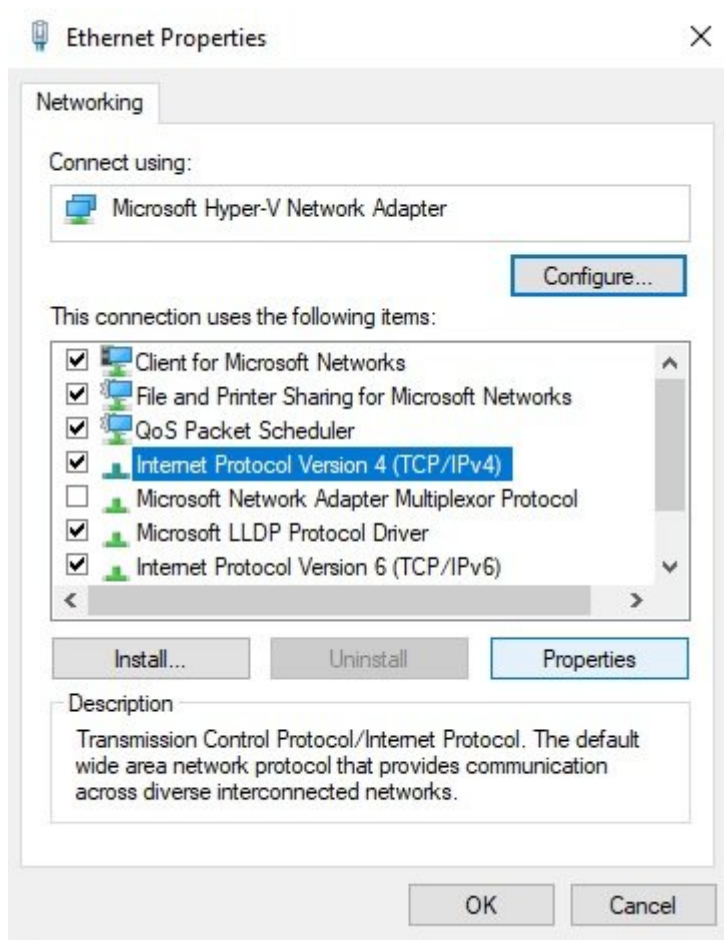 Ethernet Properties
Networking
Connect using:
Microsoft Hyper-V Network Adapter
Configure...
This connection uses the following items:
Client for Microsoft Networks
File and Printer Sharing for Microsoft Networks
QoS Packet Scheduler
Internet Protocol Version 4 (TCP/IPv4)
Microsoft Network Adapter Multiplexor Protocol
Microsoft LLDP Protocol Driver
Internet Protocol Version 6 (TCP/IPv6)
Install...
Uninstall
Properties
Description
Transmission Control Protocol/Internet Protocol. The default
wide area network protocol that provides communication
across diverse interconnected networks.
OK
Cancel